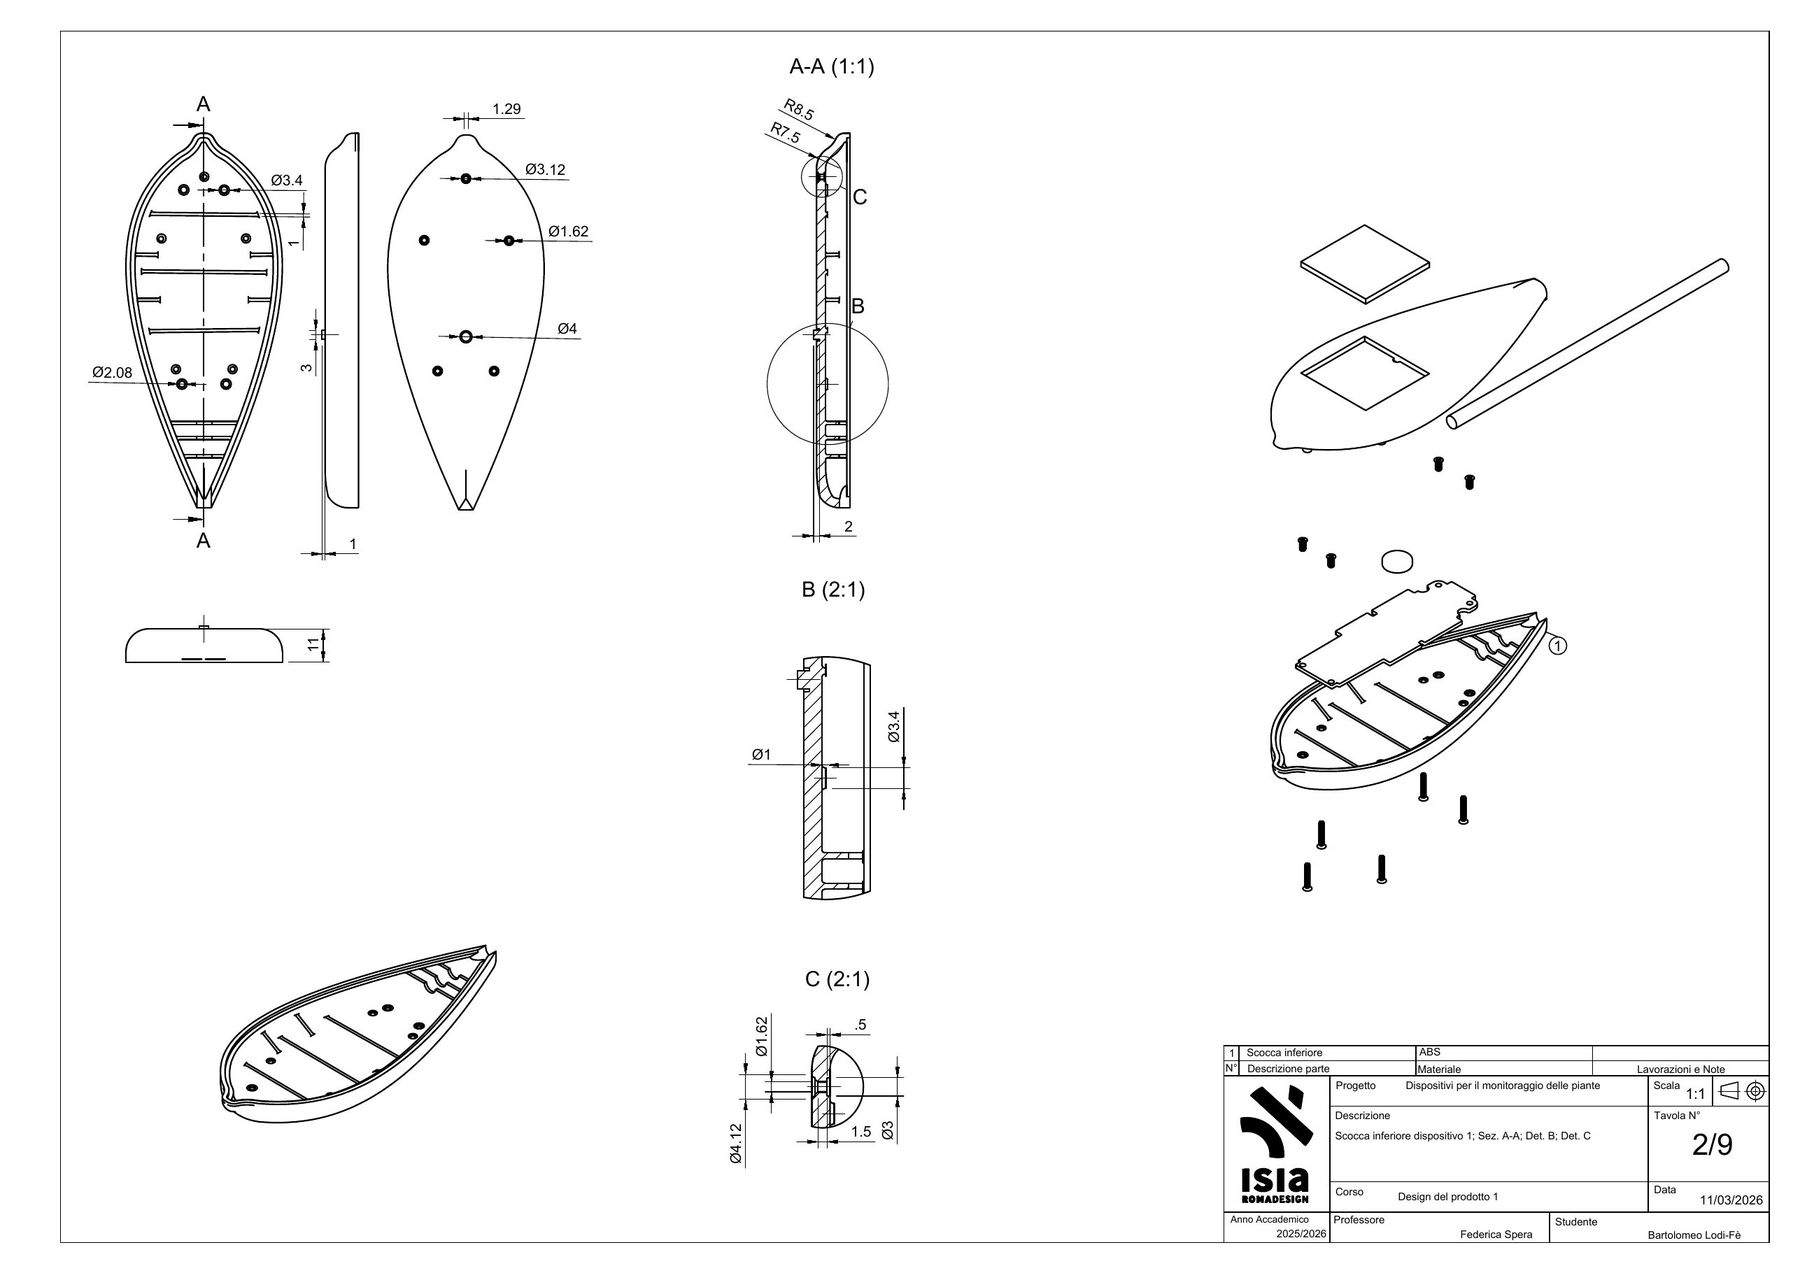 A-A (1:1)
A
1.29
R8.5
R7.5
Ø3.4
Ø3.12
C
1
Ø1.62
B
Ø4
3
Ø2.08
A
1
2
B (2:1)
11
1
Ø3.4
Ø1
C (2:1)
Ø1.62
.5
Ø4.12
1.5
Ø3
1 Scocca inferiore ABS
N° Descrizione parte Materiale Lavorazioni e Note
Progetto Dispositivi per il monitoraggio delle piante Scala 1:1
Descrizione Tavola N°
Scocca inferiore dispositivo 1; Sez. A-A; Det. B; Det. C 2/9
ISIA
ROMADESIGN
Corso Design del prodotto 1 Data 11/03/2026
Anno Accademico Professore Studente
2025/2026 Federica Spera Bartolomeo Lodi-Fè